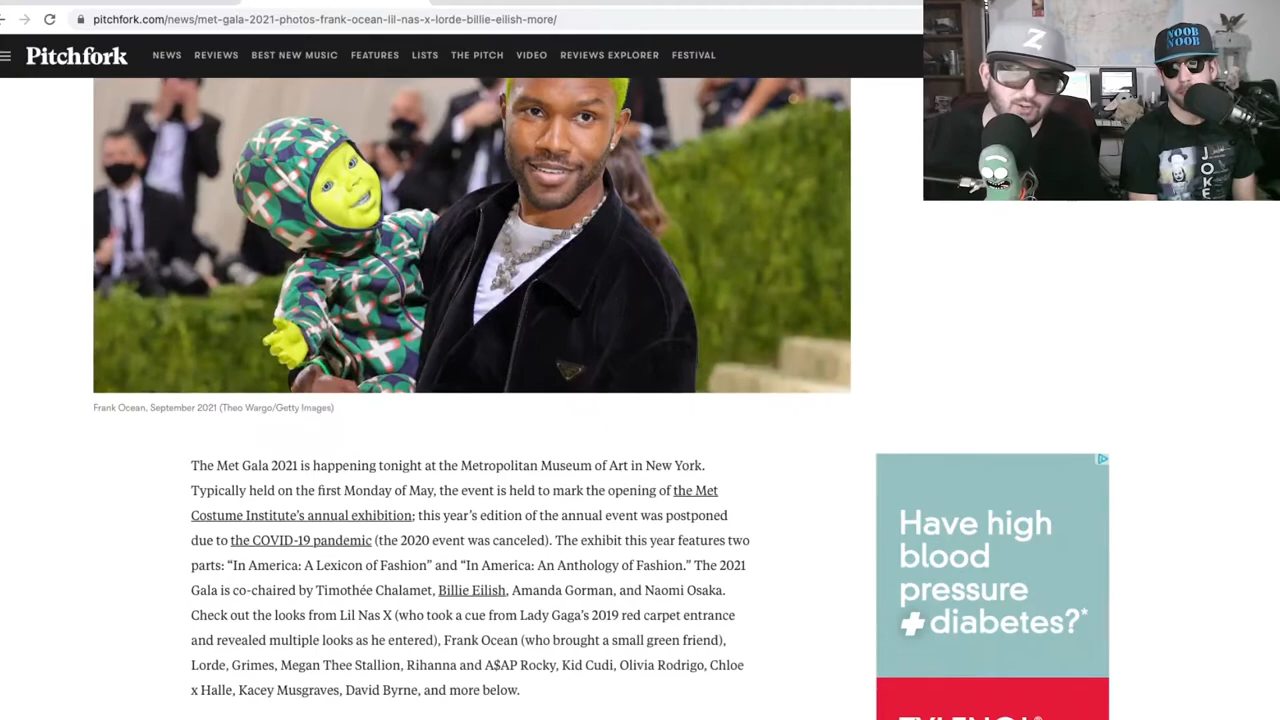 pitchfork.com/news/met-gala-2021-photos-frank-ocean-lil-nas-x-lorde-billie-eilish-more/
Pitchfork NEWS REVIEWS BEST NEW MUSIC FEATURES LISTS THE PITCH VIDEO REVIEWS EXPLORER FESTIVAL
Z
NOOB
NOOB
JOKE
Frank Ocean, September 2021 (Theo Wargo/Getty Images)
The Met Gala 2021 is happening tonight at the Metropolitan Museum of Art in New York.
Typically held on the first Monday of May, the event is held to mark the opening of the Met
Costume Institute's annual exhibition; this year's edition of the annual event was postponed
due to the COVID-19 pandemic (the 2020 event was canceled). The exhibit this year features two
parts: “In America: A Lexicon of Fashion” and “In America: An Anthology of Fashion.” The 2021
Gala is co-chaired by Timothée Chalamet, Billie Eilish, Amanda Gorman, and Naomi Osaka.
Check out the looks from Lil Nas X (who took a cue from Lady Gaga's 2019 red carpet entrance
and revealed multiple looks as he entered), Frank Ocean (who brought a small green friend),
Lorde, Grimes, Megan Thee Stallion, Rihanna and A$AP Rocky, Kid Cudi, Olivia Rodrigo, Chloe
x Halle, Kacey Musgraves, David Byrne, and more below.
Have high
blood
pressure
+ diabetes?*
TYLENOL®